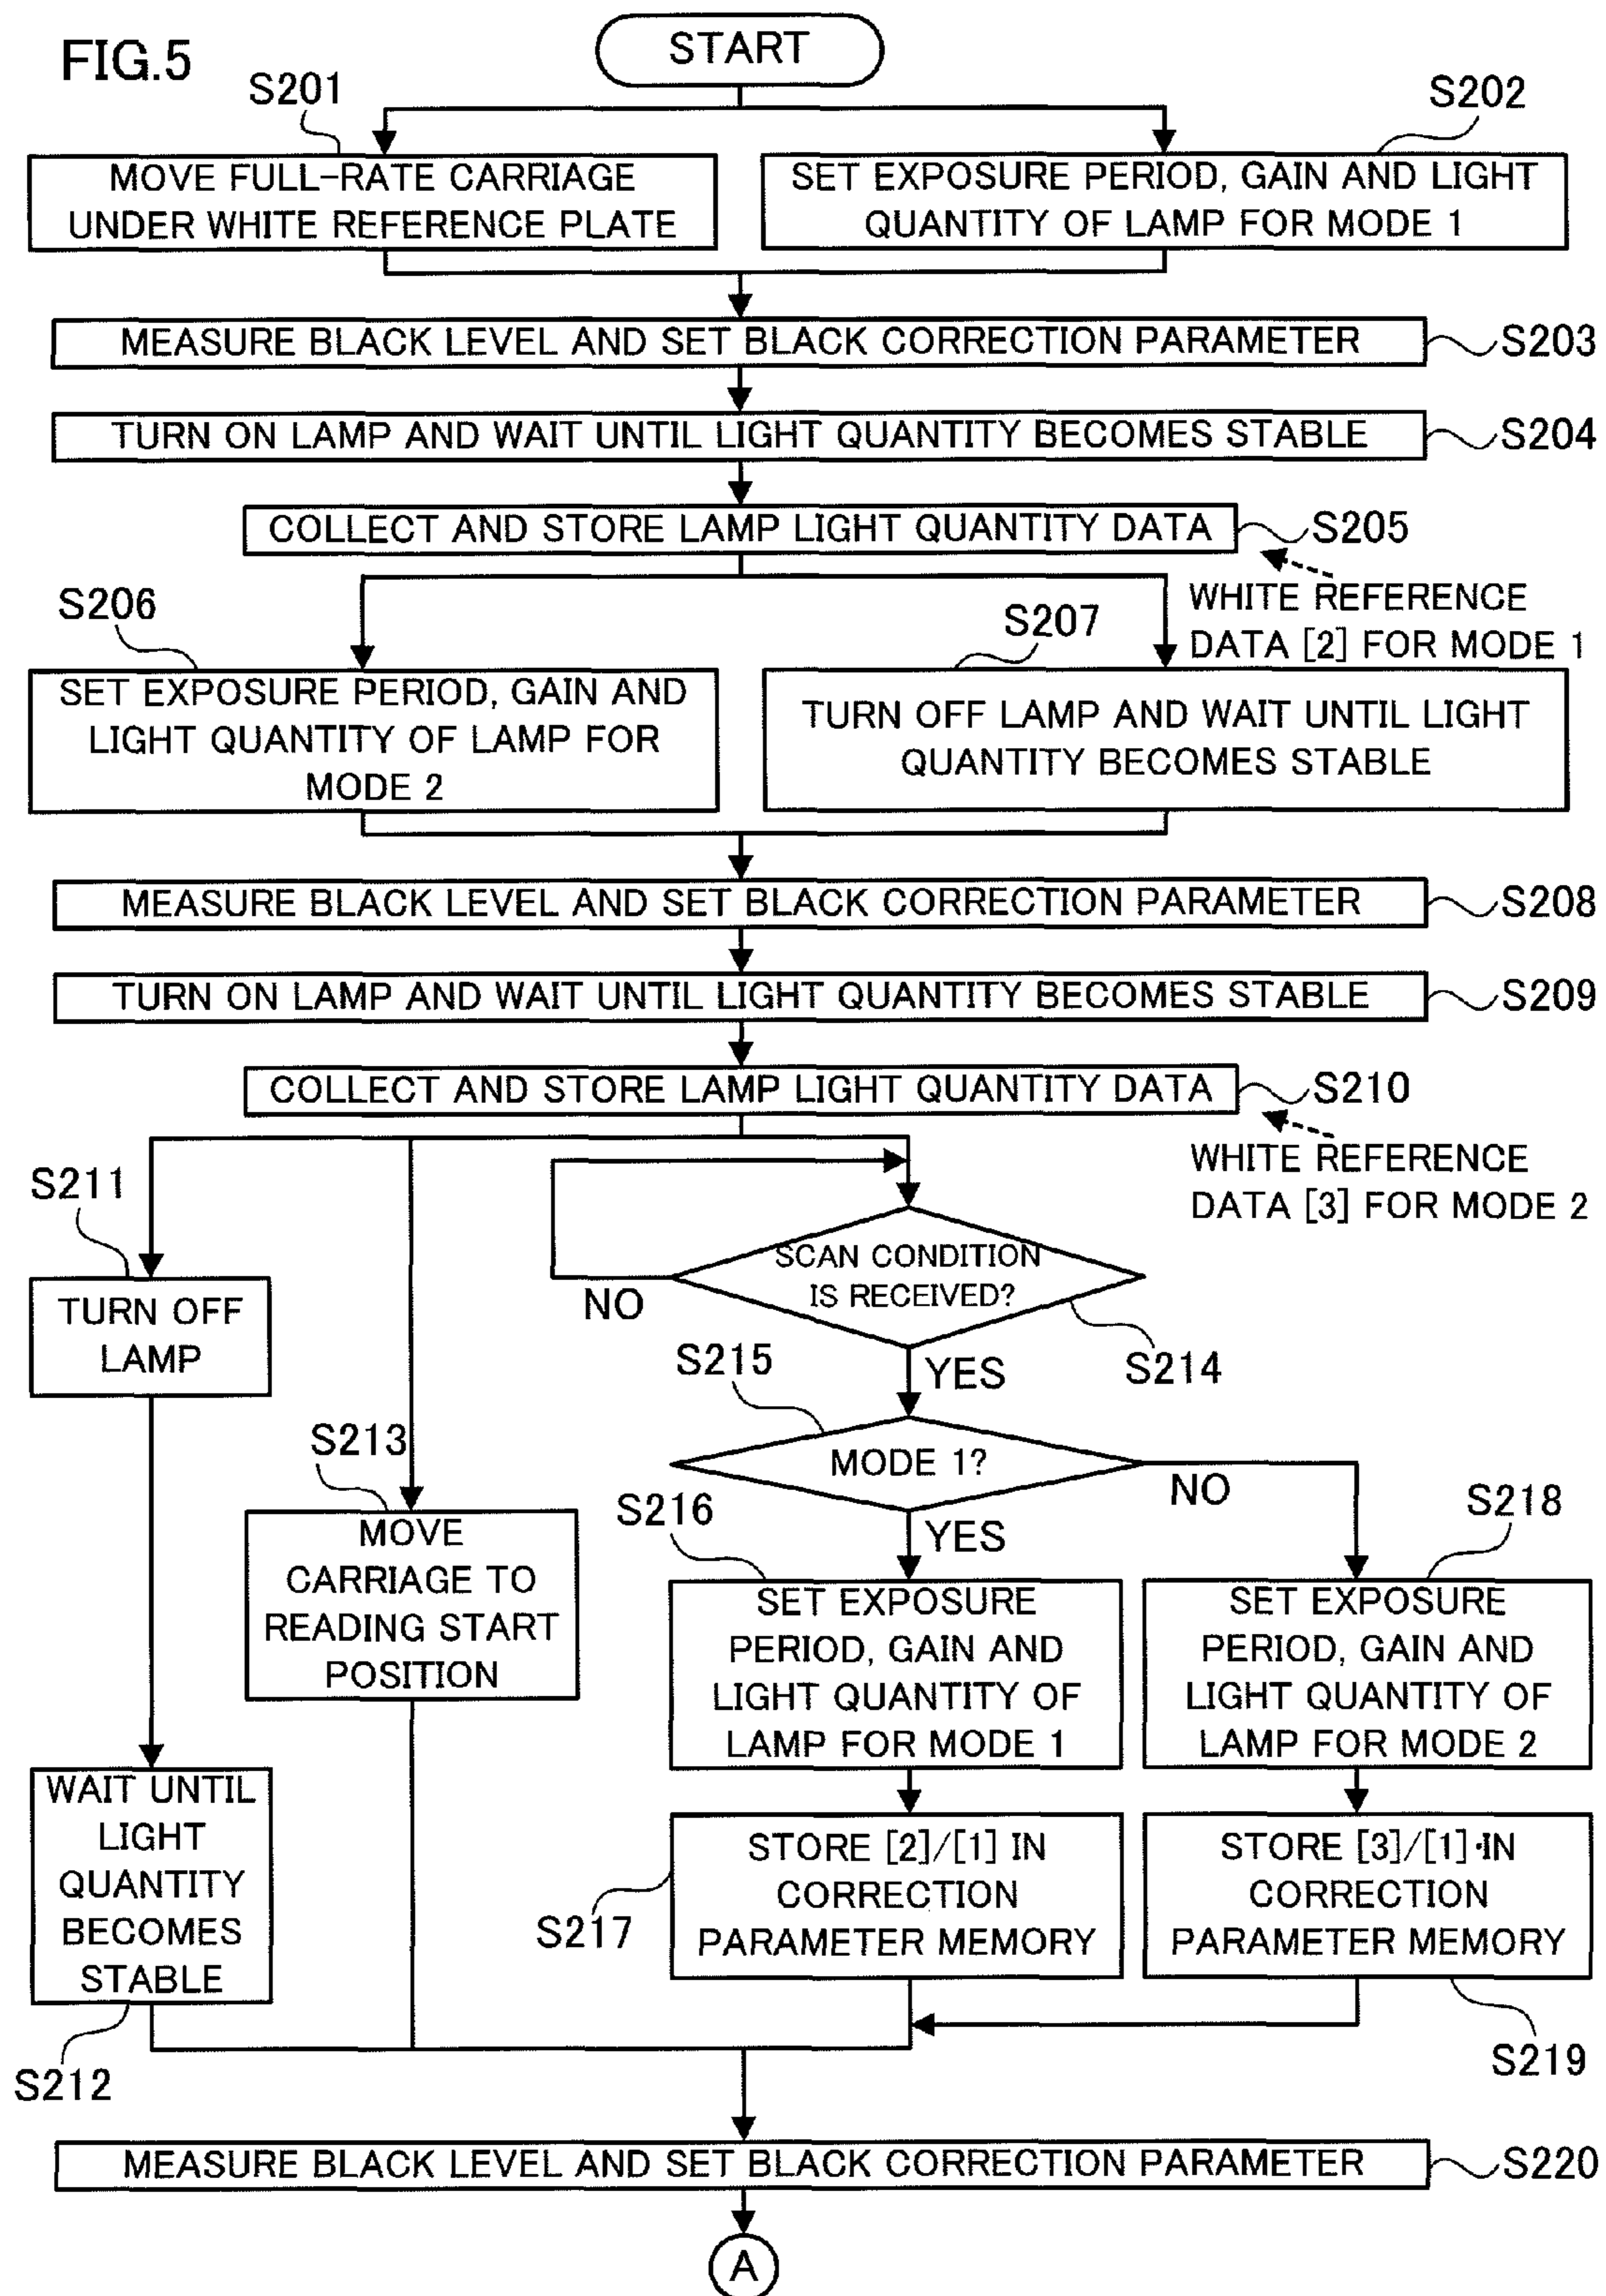 FIG.5
START
S201
S202
MOVE FULL-RATE CARRIAGE
UNDER WHITE REFERENCE PLATE
SET EXPOSURE PERIOD, GAIN AND LIGHT
QUANTITY OF LAMP FOR MODE 1
MEASURE BLACK LEVEL AND SET BLACK CORRECTION PARAMETER
S203
TURN ON LAMP AND WAIT UNTIL LIGHT QUANTITY BECOMES STABLE
S204
COLLECT AND STORE LAMP LIGHT QUANTITY DATA
S205
WHITE REFERENCE
DATA [2] FOR MODE 1
S206
S207
SET EXPOSURE PERIOD, GAIN AND
LIGHT QUANTITY OF LAMP FOR
MODE 2
TURN OFF LAMP AND WAIT UNTIL LIGHT
QUANTITY BECOMES STABLE
MEASURE BLACK LEVEL AND SET BLACK CORRECTION PARAMETER
S208
TURN ON LAMP AND WAIT UNTIL LIGHT QUANTITY BECOMES STABLE
S209
COLLECT AND STORE LAMP LIGHT QUANTITY DATA
S210
WHITE REFERENCE
DATA [3] FOR MODE 2
S211
TURN OFF
LAMP
SCAN CONDITION
IS RECEIVED?
NO
S214
YES
S215
MODE 1?
NO
YES
S213
MOVE
CARRIAGE TO
READING START
POSITION
S216
SET EXPOSURE
PERIOD, GAIN AND
LIGHT QUANTITY OF
LAMP FOR MODE 1
S218
SET EXPOSURE
PERIOD, GAIN AND
LIGHT QUANTITY OF
LAMP FOR MODE 2
WAIT UNTIL
LIGHT
QUANTITY
BECOMES
STABLE
S212
STORE [2]/[1] IN
CORRECTION
PARAMETER MEMORY
S217
STORE [3]/[1] IN
CORRECTION
PARAMETER MEMORY
S219
MEASURE BLACK LEVEL AND SET BLACK CORRECTION PARAMETER
S220
A